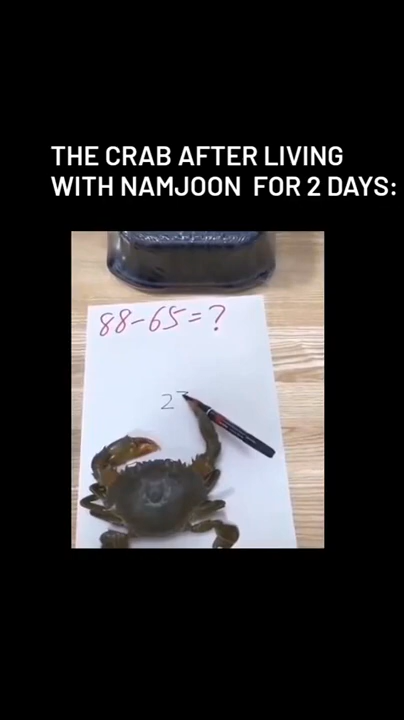 THE CRAB AFTER LIVING
WITH NAMJOON FOR 2 DAYS:
88-65=?
2